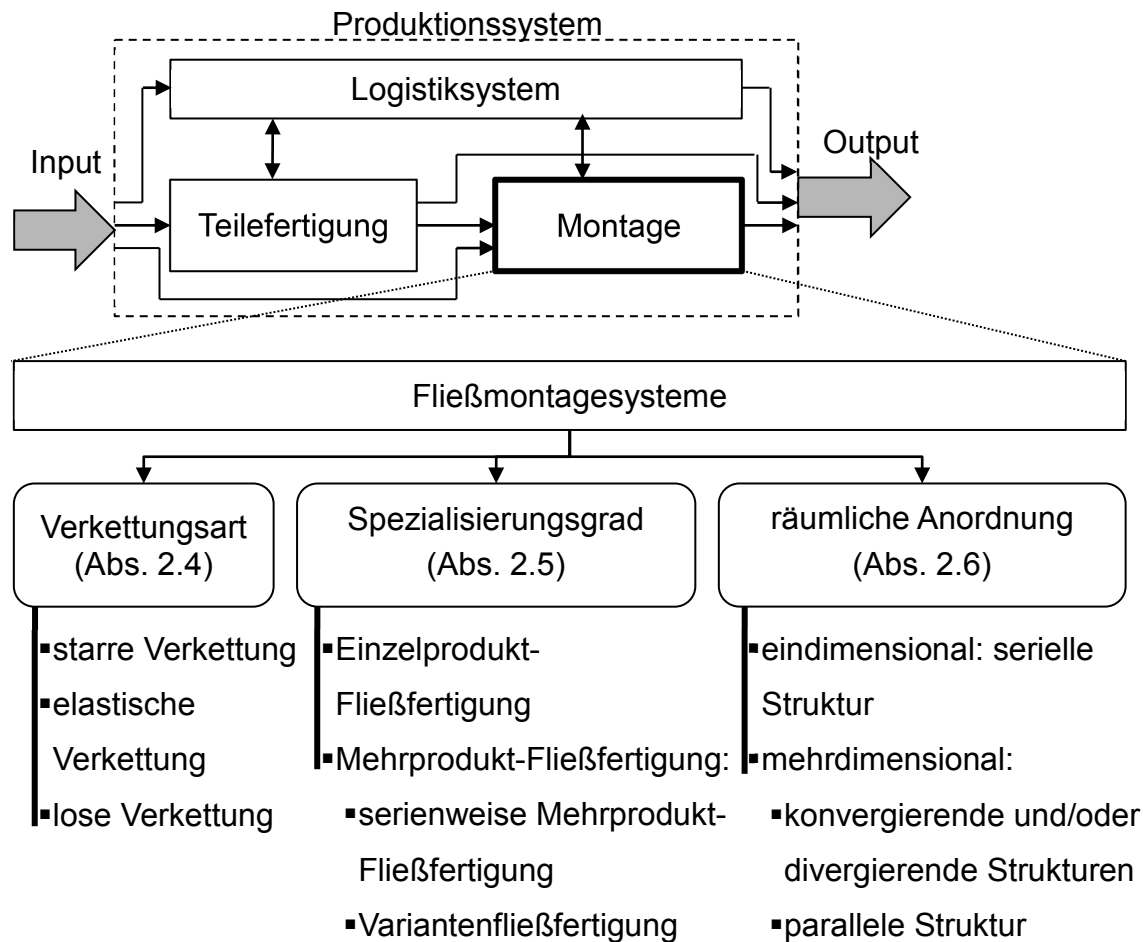 Produktionssystem
Logistiksystem
Input
Output
Teilefertigung
Montage
Fließmontagesysteme
Verkettungsart
(Abs. 2.4)
▪starre Verkettung
▪elastische
Verkettung
▪lose Verkettung
Spezialisierungsgrad
(Abs. 2.5)
▪Einzelprodukt-
Fließfertigung
▪Mehrprodukt-Fließfertigung:
▪serienweise Mehrprodukt-
Fließfertigung
▪Variantenfließfertigung
räumliche Anordnung
(Abs. 2.6)
▪eindimensional: serielle
Struktur
▪mehrdimensional:
▪konvergierende und/oder
divergierende Strukturen
▪parallele Struktur